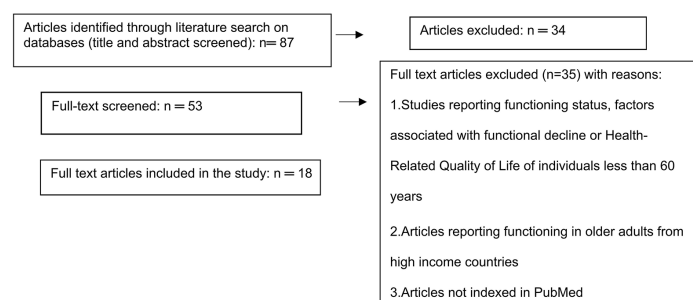 Articles identified through literature search on
databases (title and abstract screened): n= 87
Articles excluded: n = 34
Full-text screened: n = 53
Full text articles excluded (n=35) with reasons:
1.Studies reporting functioning status, factors
associated with functional decline or Health-
Related Quality of Life of individuals less than 60
years
2.Articles reporting functioning in older adults from
high income countries
3.Articles not indexed in PubMed
Full text articles included in the study: n = 18